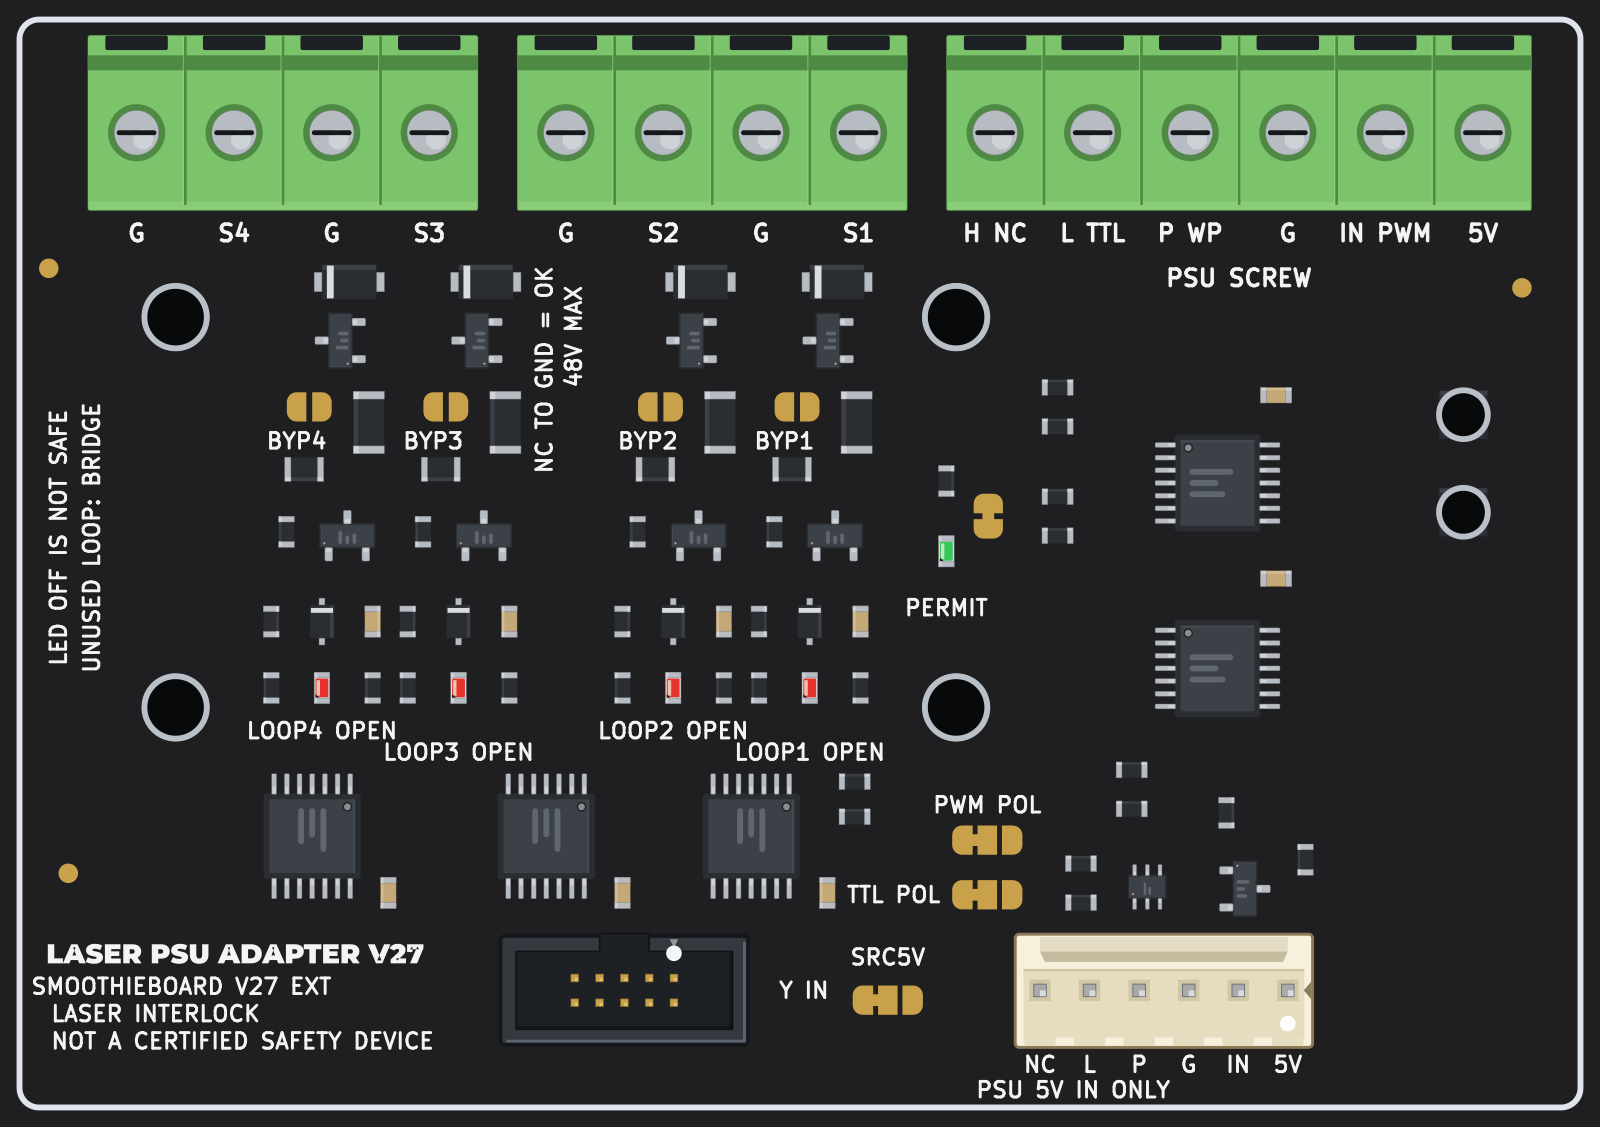 G S4 G S3 G S2 G S1 H NC L TTL P WP G IN PWM 5V
PSU SCREW
NC TO GND = OK
48V MAX
BYP4 BYP3 BYP2 BYP1
LED OFF IS NOT SAFE
UNUSED LOOP: BRIDGE
PERMIT
LOOP4 OPEN LOOP2 OPEN
LOOP3 OPEN LOOP1 OPEN
PWM POL
TTL POL
LASER PSU ADAPTER V27
SMOOTHIEBOARD V27 EXT
LASER INTERLOCK
NOT A CERTIFIED SAFETY DEVICE
SRC5V
Y IN
NC L P G IN 5V
PSU 5V IN ONLY